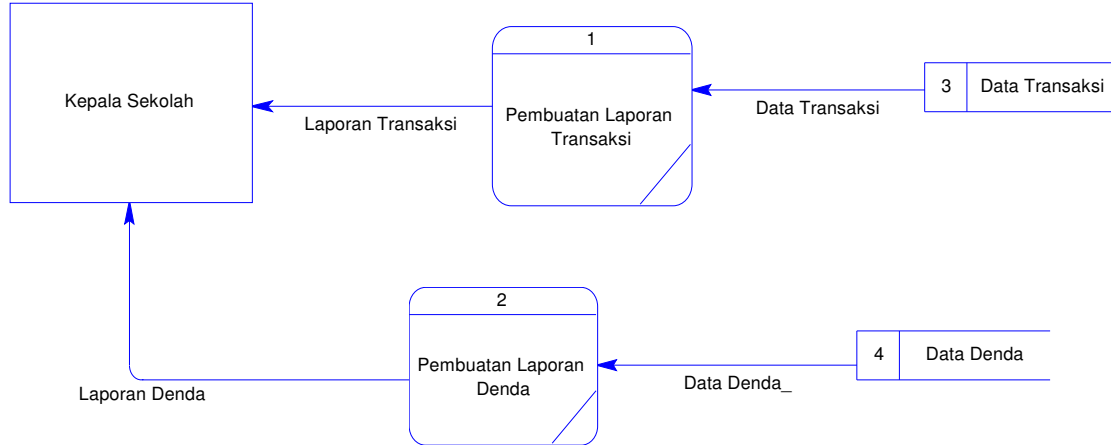 1
Kepala Sekolah
Pembuatan Laporan
Transaksi
3
Data Transaksi
Laporan Transaksi
Data Transaksi
2
Pembuatan Laporan
Denda
4
Data Denda
Laporan Denda
Data Denda_